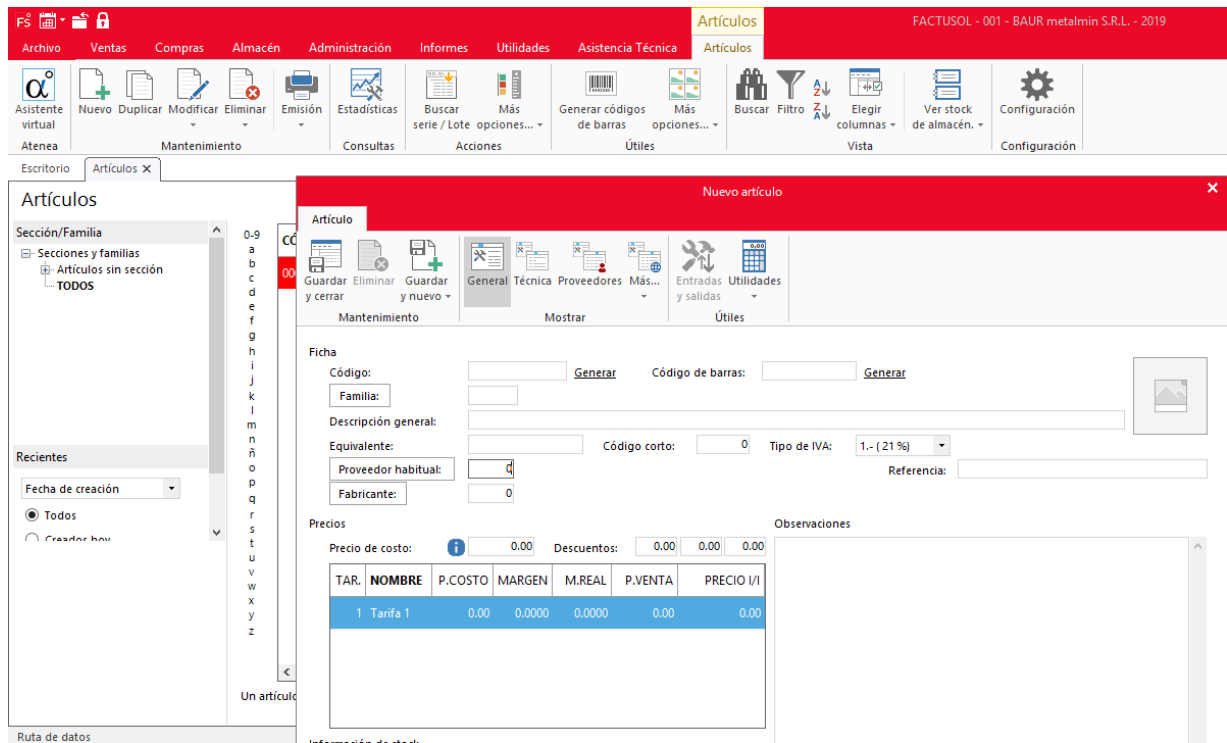 FS
Artículos
FACTUSOL - 001 - BAUR metalmin S.R.L. - 2019
Archivo Ventas Compras Almacén Administración Informes Utilidades Asistencia Técnica Artículos
Asistente virtual
Nuevo Duplicar Modificar Eliminar
Emisión
Estadísticas
Buscar serie / Lote
Más opciones...
Generar códigos de barras
Más opciones...
Buscar Filtro
Elegir columnas
Ver stock de almacén.
Configuración
Atenea Mantenimiento Consultas Acciones Útiles Vista Configuración
Escritorio Artículos X
Artículos
Sección/Familia
Secciones y familias
Artículos sin sección
TODOS
Recientes
Fecha de creación
Todos
0-9
a
b
c
d
e
f
g
h
i
j
k
l
m
n
ñ
o
p
q
r
s
t
u
v
w
x
y
z
Nuevo artículo
Artículo
Guardar y cerrar
Eliminar
Guardar y nuevo
General Técnica Proveedores Más...
Entradas y salidas
Utilidades
Mantenimiento Mostrar Útiles
Ficha
Código: Generar Código de barras: Generar
Familia:
Descripción general:
Equivalente: Código corto: 0 Tipo de IVA: 1.- ( 21 %)
Proveedor habitual: 0 Referencia:
Fabricante: 0
Precios Observaciones
Precio de costo: i 0.00 Descuentos: 0.00 0.00 0.00
TAR. NOMBRE P.COSTO MARGEN M.REAL P.VENTA PRECIO I/I
1 Tarifa 1 0.00 0.0000 0.0000 0.00 0.00
Un artículo
Ruta de datos